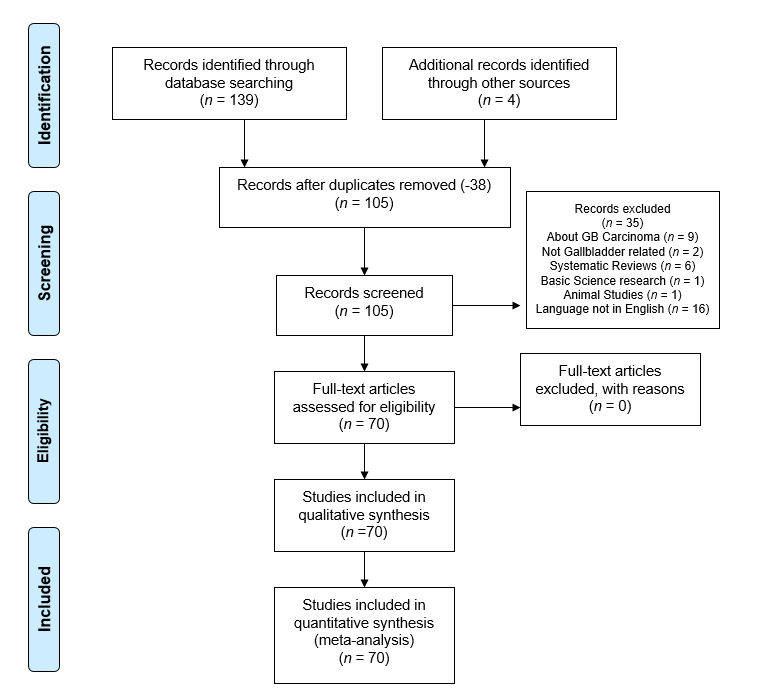 Identification
Records identified through
database searching
(n = 139)
Additional records identified
through other sources
(n = 4)
Records after duplicates removed (-38)
(n = 105)
Screening
Records screened
(n = 105)
Records excluded
(n = 35)
About GB Carcinoma (n = 9)
Not Gallbladder related (n = 2)
Systematic Reviews (n = 6)
Basic Science research (n = 1)
Animal Studies (n = 1)
Language not in English (n = 16)
Eligibility
Full-text articles
assessed for eligibility
(n = 70)
Full-text articles
excluded, with reasons
(n = 0)
Studies included in
qualitative synthesis
(n =70)
Included
Studies included in
quantitative synthesis
(meta-analysis)
(n = 70)